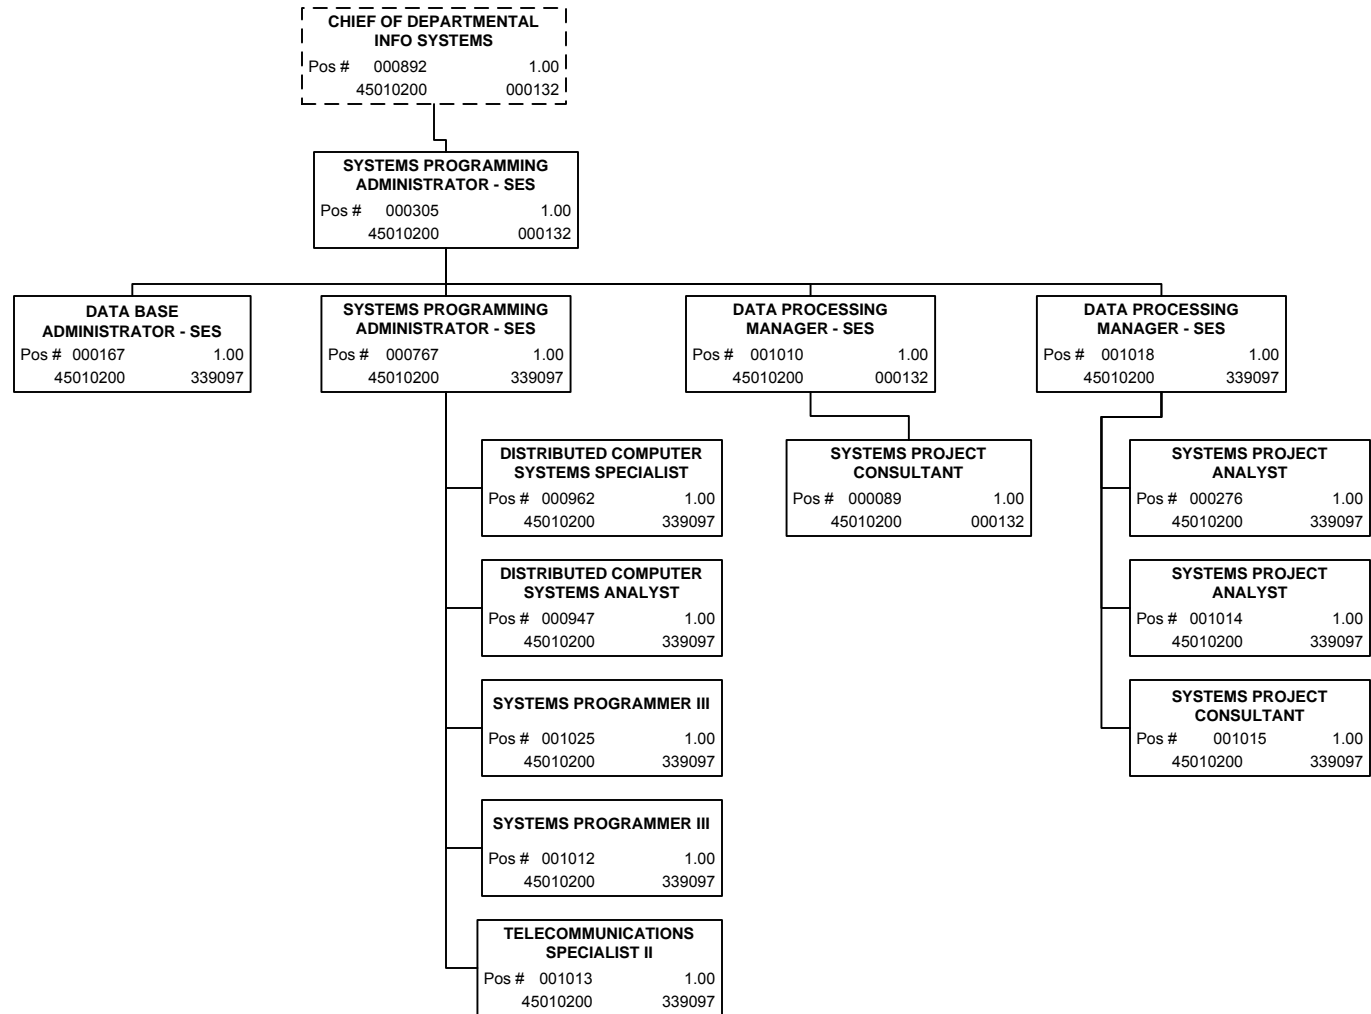 CHIEF OF DEPARTMENTAL
INFO SYSTEMS
Pos # 000892 1.00
45010200 000132
SYSTEMS PROGRAMMING
ADMINISTRATOR - SES
Pos # 000305 1.00
45010200 000132
DATA BASE
ADMINISTRATOR - SES
Pos # 000167 1.00
45010200 339097
SYSTEMS PROGRAMMING
ADMINISTRATOR - SES
Pos # 000767 1.00
45010200 339097
DATA PROCESSING
MANAGER - SES
Pos # 001010 1.00
45010200 000132
DATA PROCESSING
MANAGER - SES
Pos # 001018 1.00
45010200 339097
DISTRIBUTED COMPUTER
SYSTEMS SPECIALIST
Pos # 000962 1.00
45010200 339097
SYSTEMS PROJECT
CONSULTANT
Pos # 000089 1.00
45010200 000132
SYSTEMS PROJECT
ANALYST
Pos # 000276 1.00
45010200 339097
DISTRIBUTED COMPUTER
SYSTEMS ANALYST
Pos # 000947 1.00
45010200 339097
SYSTEMS PROJECT
ANALYST
Pos # 001014 1.00
45010200 339097
SYSTEMS PROGRAMMER III
Pos # 001025 1.00
45010200 339097
SYSTEMS PROJECT
CONSULTANT
Pos # 001015 1.00
45010200 339097
SYSTEMS PROGRAMMER III
Pos # 001012 1.00
45010200 339097
TELECOMMUNICATIONS
SPECIALIST II
Pos # 001013 1.00
45010200 339097